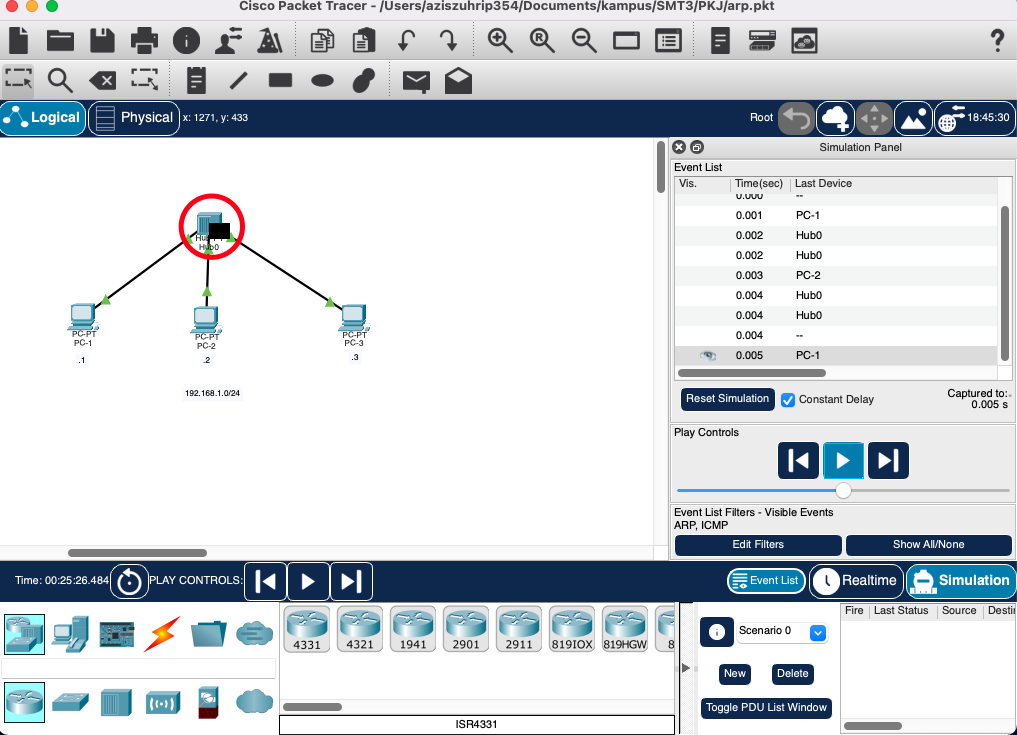 Cisco Packet Tracer - /Users/aziszuhrip354/Documents/kampus/SMT3/PKJ/arp.pkt
?
Logical
Physical
x: 1271, y: 433
Root
18:45:30
Simulation Panel
Event List
Vis. Time(sec) Last Device
0.000 --
0.001 PC-1
0.002 Hub0
0.002 Hub0
0.003 PC-2
0.004 Hub0
0.004 Hub0
0.004 --
0.005 PC-1
Reset Simulation
Constant Delay
Captured to:
0.005 s
Play Controls
Event List Filters - Visible Events
ARP, ICMP
Edit Filters
Show All/None
Hub0
PC-PT
PC-1
.1
PC-PT
PC-2
.2
PC-PT
PC-3
.3
192.168.1.0/24
Time: 00:25:26.484
PLAY CONTROLS:
Event List
Realtime
Simulation
4331
4321
1941
2901
2911
819IOX
819HGW
8
ISR4331
Scenario 0
New
Delete
Toggle PDU List Window
Fire Last Status Source Desti